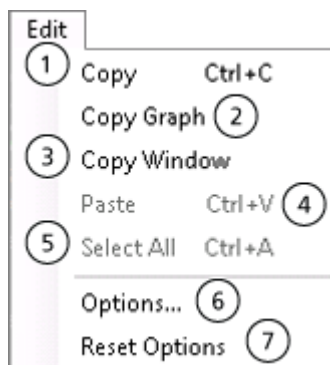 Edit
1 Copy Ctrl+C
Copy Graph 2
3 Copy Window
Paste Ctrl+V 4
5 Select All Ctrl+A
Options... 6
Reset Options 7